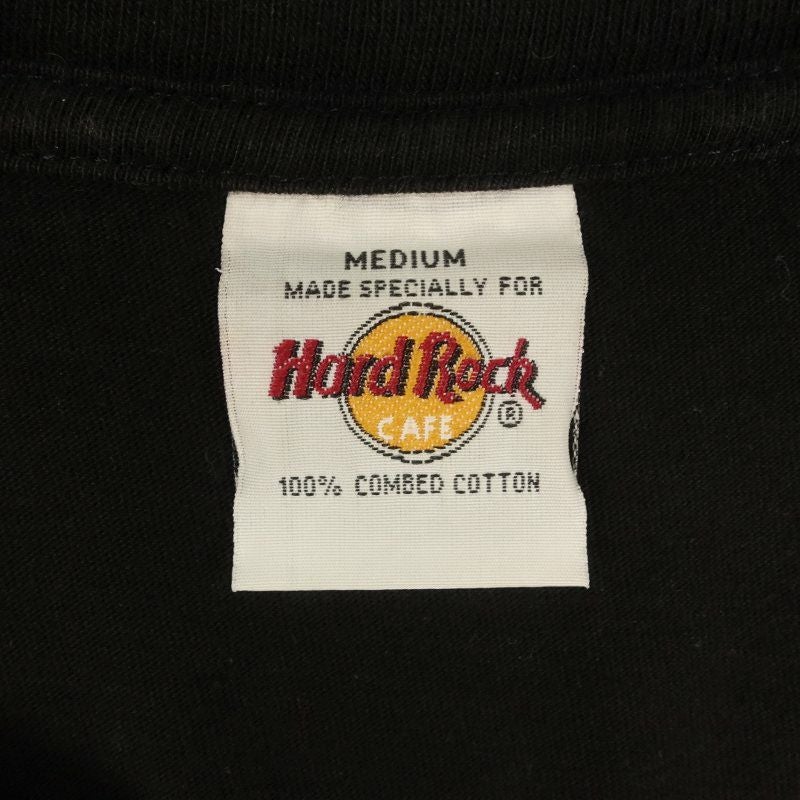 MEDIUM
MADE SPECIALLY FOR
Hard Rock
CAFE ®
100% COMBED COTTON